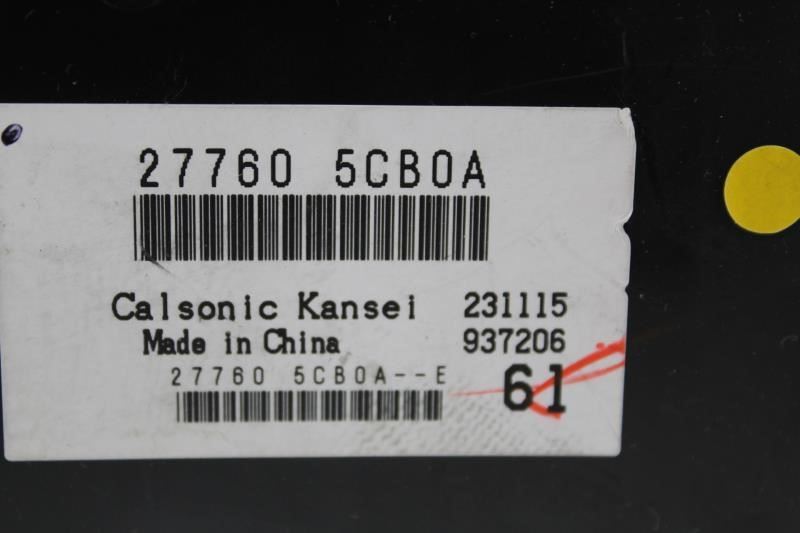 27760 5CB0A
Calsonic Kansei 231115
Made in China 937206
27760 5CB0A--E 61